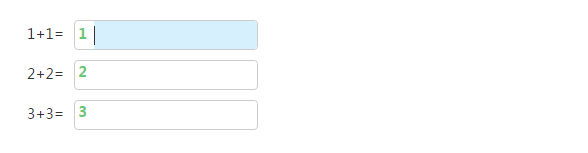 1+1= 1
2+2= 2
3+3= 3